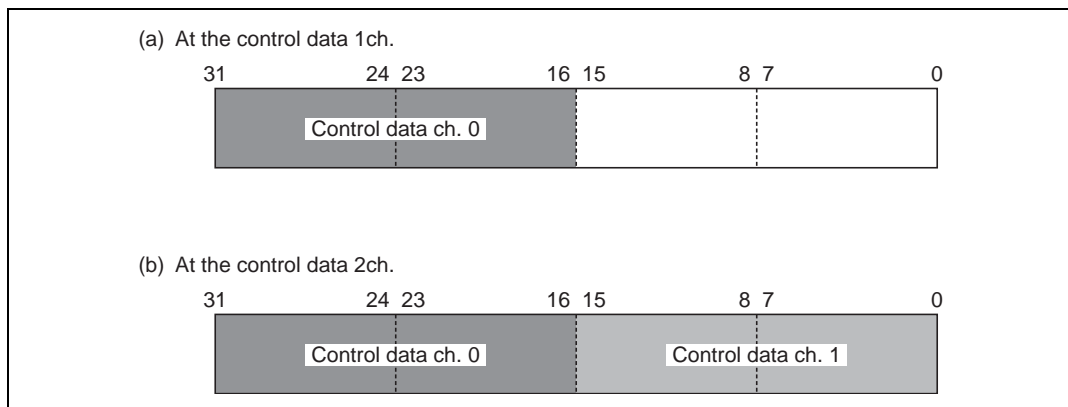 (a) At the control data 1ch.
31 24 23 16 15 8 7 0
Control data ch. 0
(b) At the control data 2ch.
31 24 23 16 15 8 7 0
Control data ch. 0 Control data ch. 1